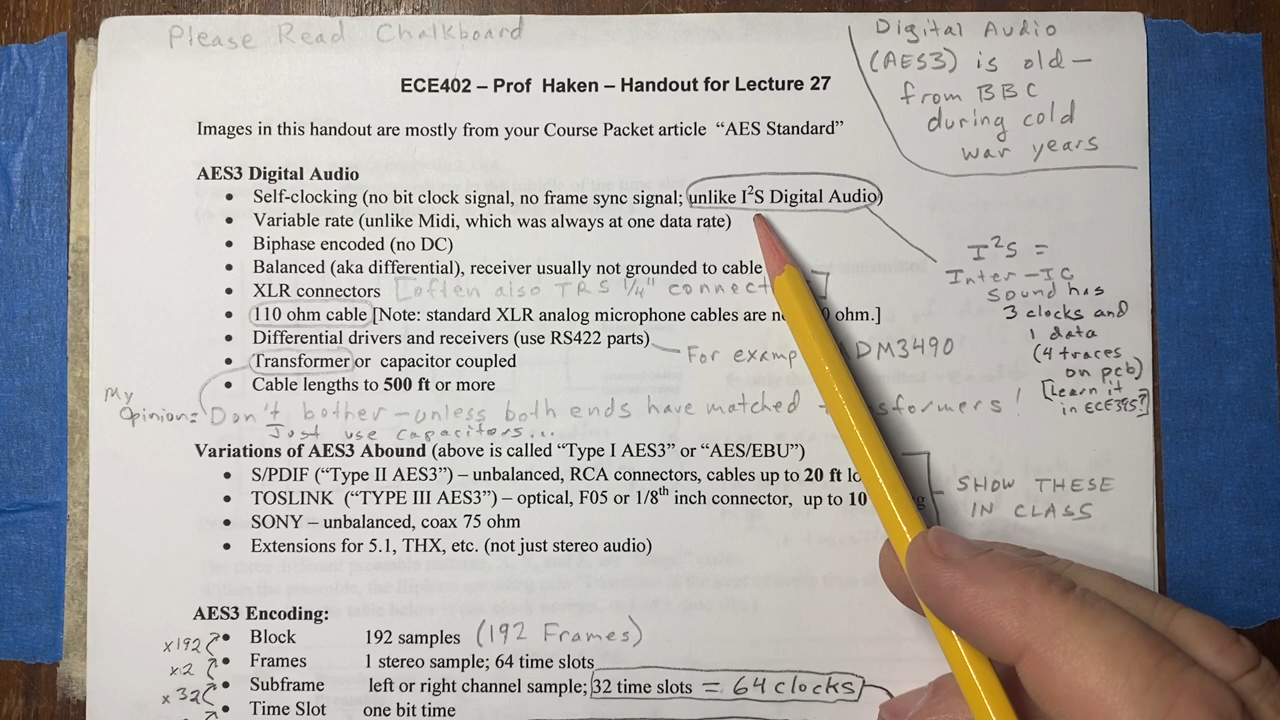 Please Read Chalkboard
Digital Audio
(AES3) is old—
from BBC
during cold
war years
ECE402 – Prof Haken – Handout for Lecture 27
Images in this handout are mostly from your Course Packet article “AES Standard”
AES3 Digital Audio
• Self-clocking (no bit clock signal, no frame sync signal; unlike I²S Digital Audio)
• Variable rate (unlike Midi, which was always at one data rate)
• Biphase encoded (no DC)
• Balanced (aka differential), receiver usually not grounded to cable
• XLR connectors [often also TRS 1/4" connect
• 110 ohm cable [Note: standard XLR analog microphone cables are ohm.]
• Differential drivers and receivers (use RS422 parts)
For DM3490
• Transformer or capacitor coupled
• Cable lengths to 500 ft or more
I²S =
Inter-IC
Sound has
3 clocks and
1 data
(4 traces
on pcb)
[Learn it
in ECE395?]
My
Opinion: Don't bother – unless both ends have matched !
Just use capacitors...
Variations of AES3 Abound (above is called “Type I AES3” or “AES/EBU”)
• S/PDIF (“Type II AES3”) – unbalanced, RCA connectors, cables up to 20 ft
• TOSLINK (“TYPE III AES3”) – optical, F05 or 1/8th inch connector, up to 10
• SONY – unbalanced, coax 75 ohm
• Extensions for 5.1, THX, etc. (not just stereo audio)
SHOW THESE
IN CLASS
AES3 Encoding:
• Block 192 samples (192 Frames)
x192
• Frames 1 stereo sample; 64 time slots
x2
• Subframe left or right channel sample; 32 time slots = 64 clocks
x32
• Time Slot one bit time